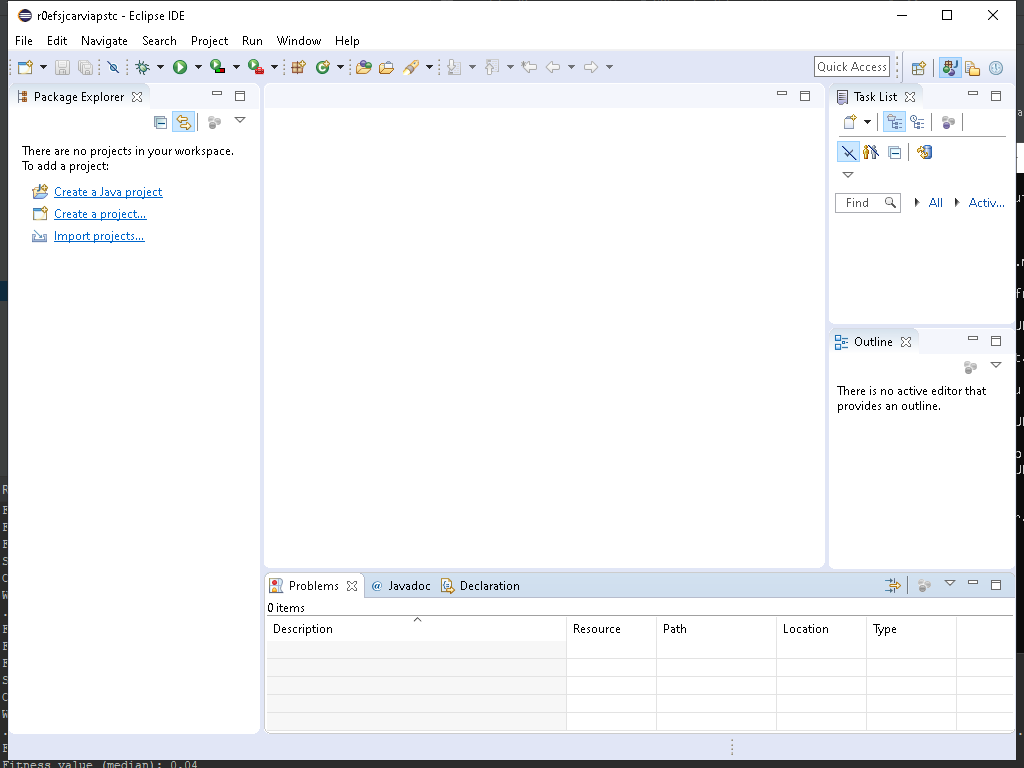 r0efsjcarviapstc - Eclipse IDE
File Edit Navigate Search Project Run Window Help
Quick Access
Package Explorer
Task List
There are no projects in your workspace.
To add a project:
Create a Java project
Create a project...
Import projects...
Find
All
Activ...
Outline
There is no active editor that
provides an outline.
Problems
@ Javadoc
Declaration
0 items
Description Resource Path Location Type
Fitness value (median): 0.04